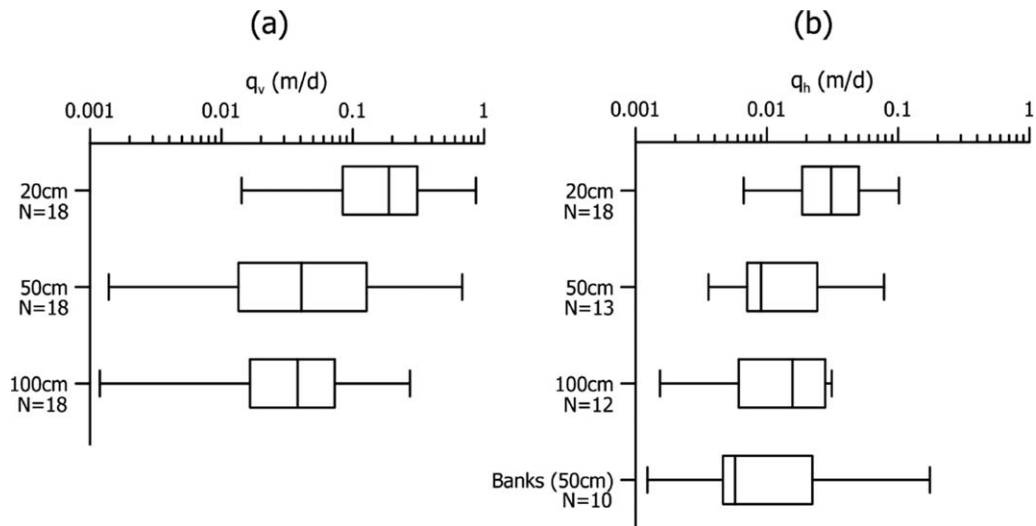 (a)
q_v (m/d)
0.001 0.01 0.1 1
20cm
N=18
50cm
N=18
100cm
N=18
(b)
q_h (m/d)
0.001 0.01 0.1 1
20cm
N=18
50cm
N=13
100cm
N=12
Banks (50cm)
N=10